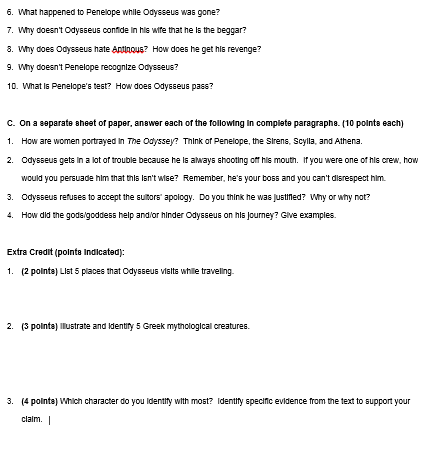 6. What happened to Penelope while Odysseus was gone?
7. Why doesn't Odysseus confide in his wife that he is the beggar?
8. Why does Odysseus hate Antinous? How does he get his revenge?
9. Why doesn't Penelope recognize Odysseus?
10. What is Penelope's test? How does Odysseus pass?
C. On a separate sheet of paper, answer each of the following in complete paragraphs. (10 points each)
1. How are women portrayed in The Odyssey? Think of Penelope, the Sirens, Scylla, and Athena.
2. Odysseus gets in a lot of trouble because he is always shooting off his mouth. If you were one of his crew, how
would you persuade him that this isn't wise? Remember, he's your boss and you can't disrespect him.
3. Odysseus refuses to accept the suitors' apology. Do you think he was justified? Why or why not?
4. How did the gods/goddess help and/or hinder Odysseus on his journey? Give examples.
Extra Credit (points indicated):
1. (2 points) List 5 places that Odysseus visits while traveling.
2. (3 points) Illustrate and identify 5 Greek mythological creatures.
3. (4 points) Which character do you identify with most? Identify specific evidence from the text to support your
claim.